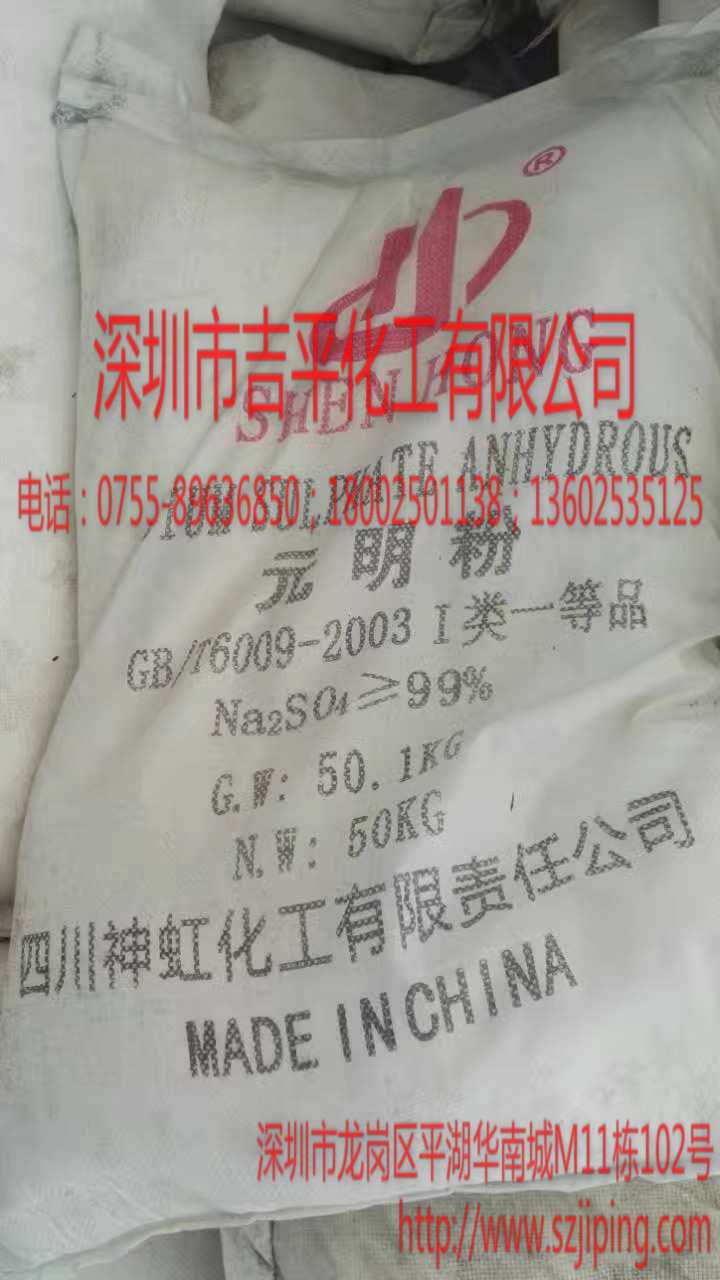 ®
深圳市吉平化工有限公司
SHEN HONG
SULPHATE ANHYDROUS
电话：0755-89636850；18002501138；13602535125
元明粉
GB/T6009-2003 I类一等品
Na₂SO₄≥99%
G.W: 50.1KG
N.W: 50KG
四川神虹化工有限责任公司
MADE IN CHINA
深圳市龙岗区平湖华南城M11栋102号
http://www.szjiping.com